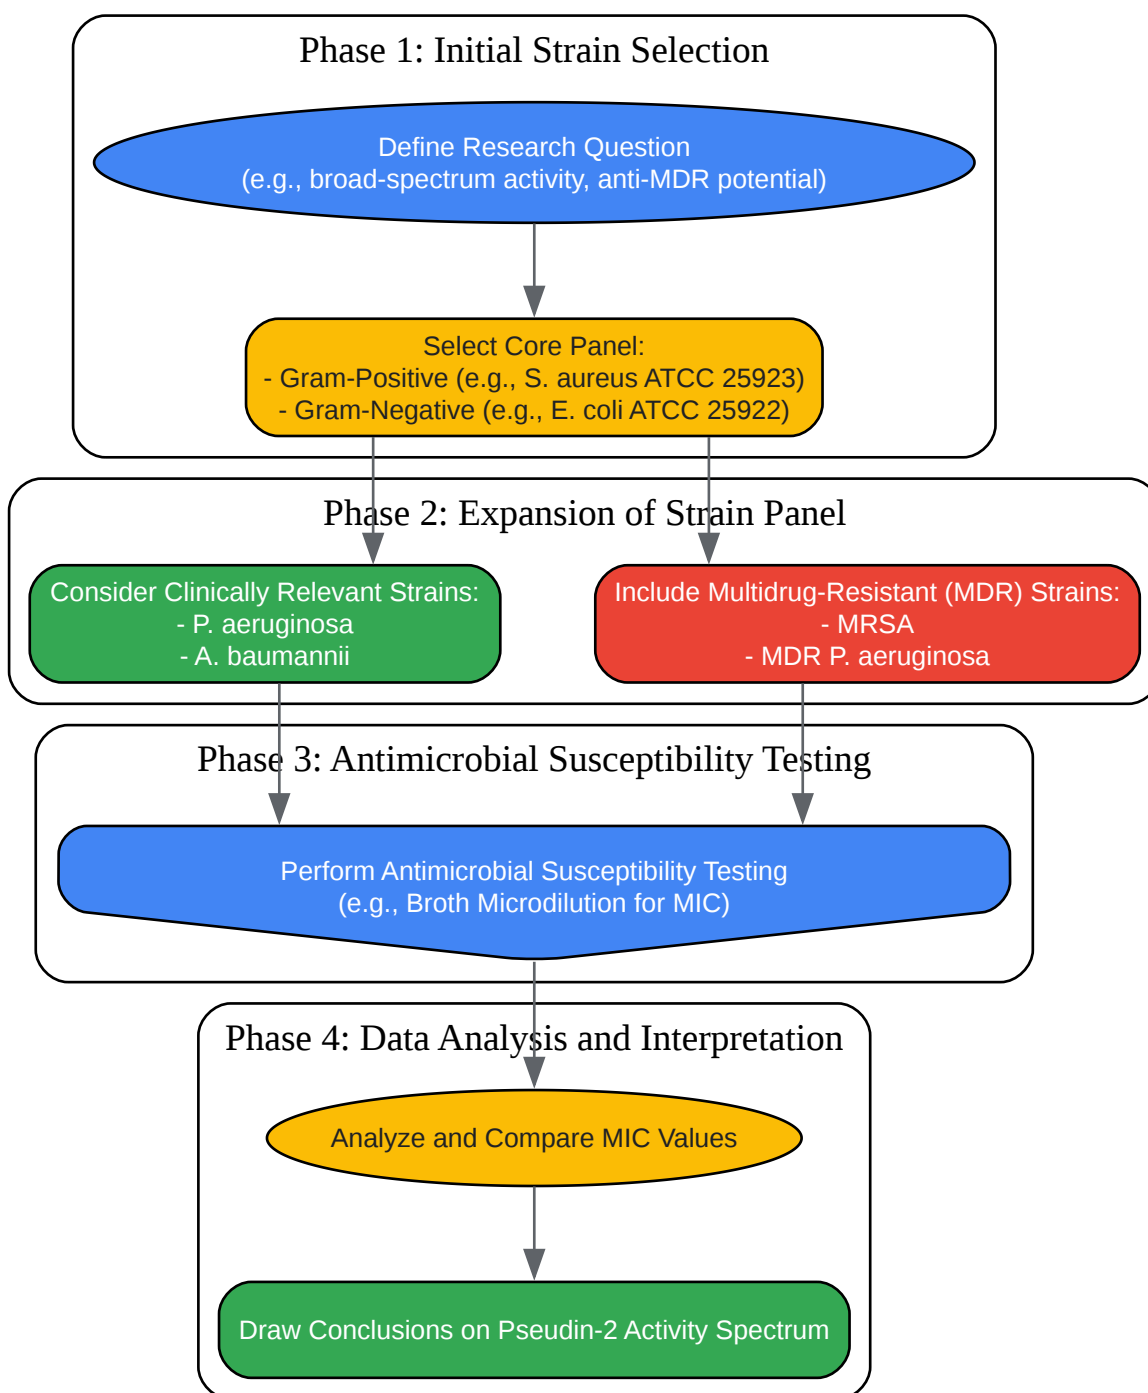 Phase 1: Initial Strain Selection
Define Research Question
(e.g., broad-spectrum activity, anti-MDR potential)
Select Core Panel:
- Gram-Positive (e.g., S. aureus ATCC 25923)
- Gram-Negative (e.g., E. coli ATCC 25922)
Phase 2: Expansion of Strain Panel
Consider Clinically Relevant Strains:
- P. aeruginosa
- A. baumannii
Include Multidrug-Resistant (MDR) Strains:
- MRSA
- MDR P. aeruginosa
Phase 3: Antimicrobial Susceptibility Testing
Perform Antimicrobial Susceptibility Testing
(e.g., Broth Microdilution for MIC)
Phase 4: Data Analysis and Interpretation
Analyze and Compare MIC Values
Draw Conclusions on Pseudin-2 Activity Spectrum